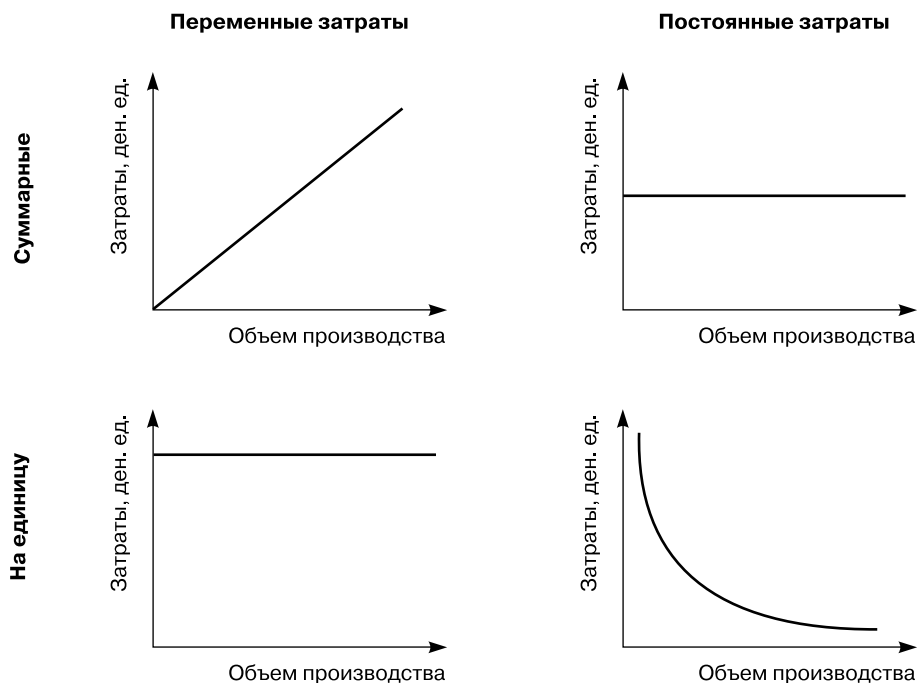 Переменные затраты
Постоянные затраты
Суммарные
Затраты, ден. ед.
Объем производства
Затраты, ден. ед.
Объем производства
На единицу
Затраты, ден. ед.
Объем производства
Затраты, ден. ед.
Объем производства